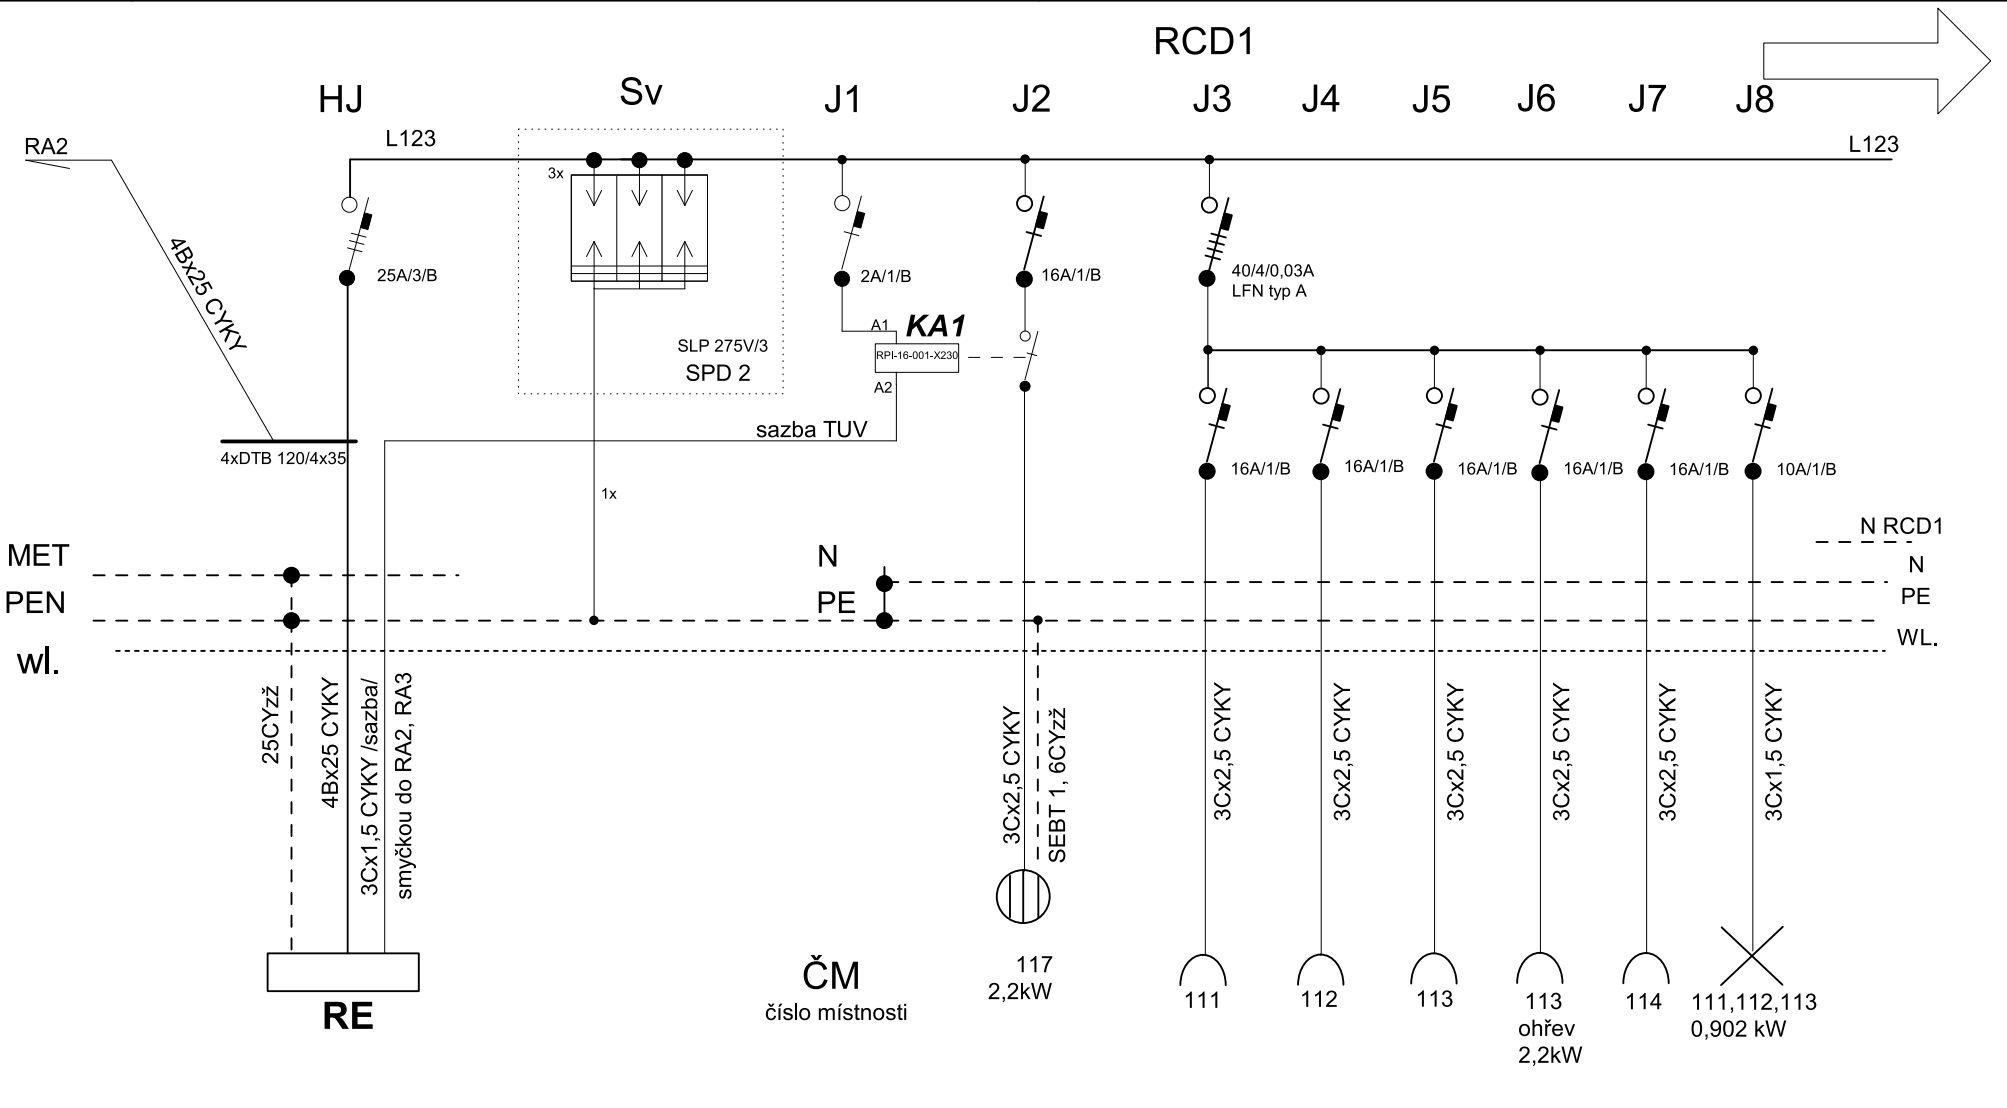 RCD1
HJ
Sv
J1
J2
J3
J4
J5
J6
J7
J8
RA2
L123
L123
3x
4Bx25 CYKY
25A/3/B
2A/1/B
16A/1/B
40/4/0,03A
LFN typ A
A1
KA1
RPI-16-001-X230
A2
SLP 275V/3
SPD 2
sazba TUV
4xDTB 120/4x35
1x
16A/1/B
16A/1/B
16A/1/B
16A/1/B
16A/1/B
10A/1/B
N RCD1
MET
N
N
PEN
PE
PE
wl.
WL.
25CYzž
4Bx25 CYKY
3Cx1,5 CYKY /sazba/
smyčkou do RA2, RA3
3Cx2,5 CYKY
SEBT 1, 6CYzž
3Cx2,5 CYKY
3Cx2,5 CYKY
3Cx2,5 CYKY
3Cx2,5 CYKY
3Cx2,5 CYKY
3Cx1,5 CYKY
RE
ČM
číslo místnosti
117
2,2kW
111
112
113
113
ohřev
2,2kW
114
111,112,113
0,902 kW